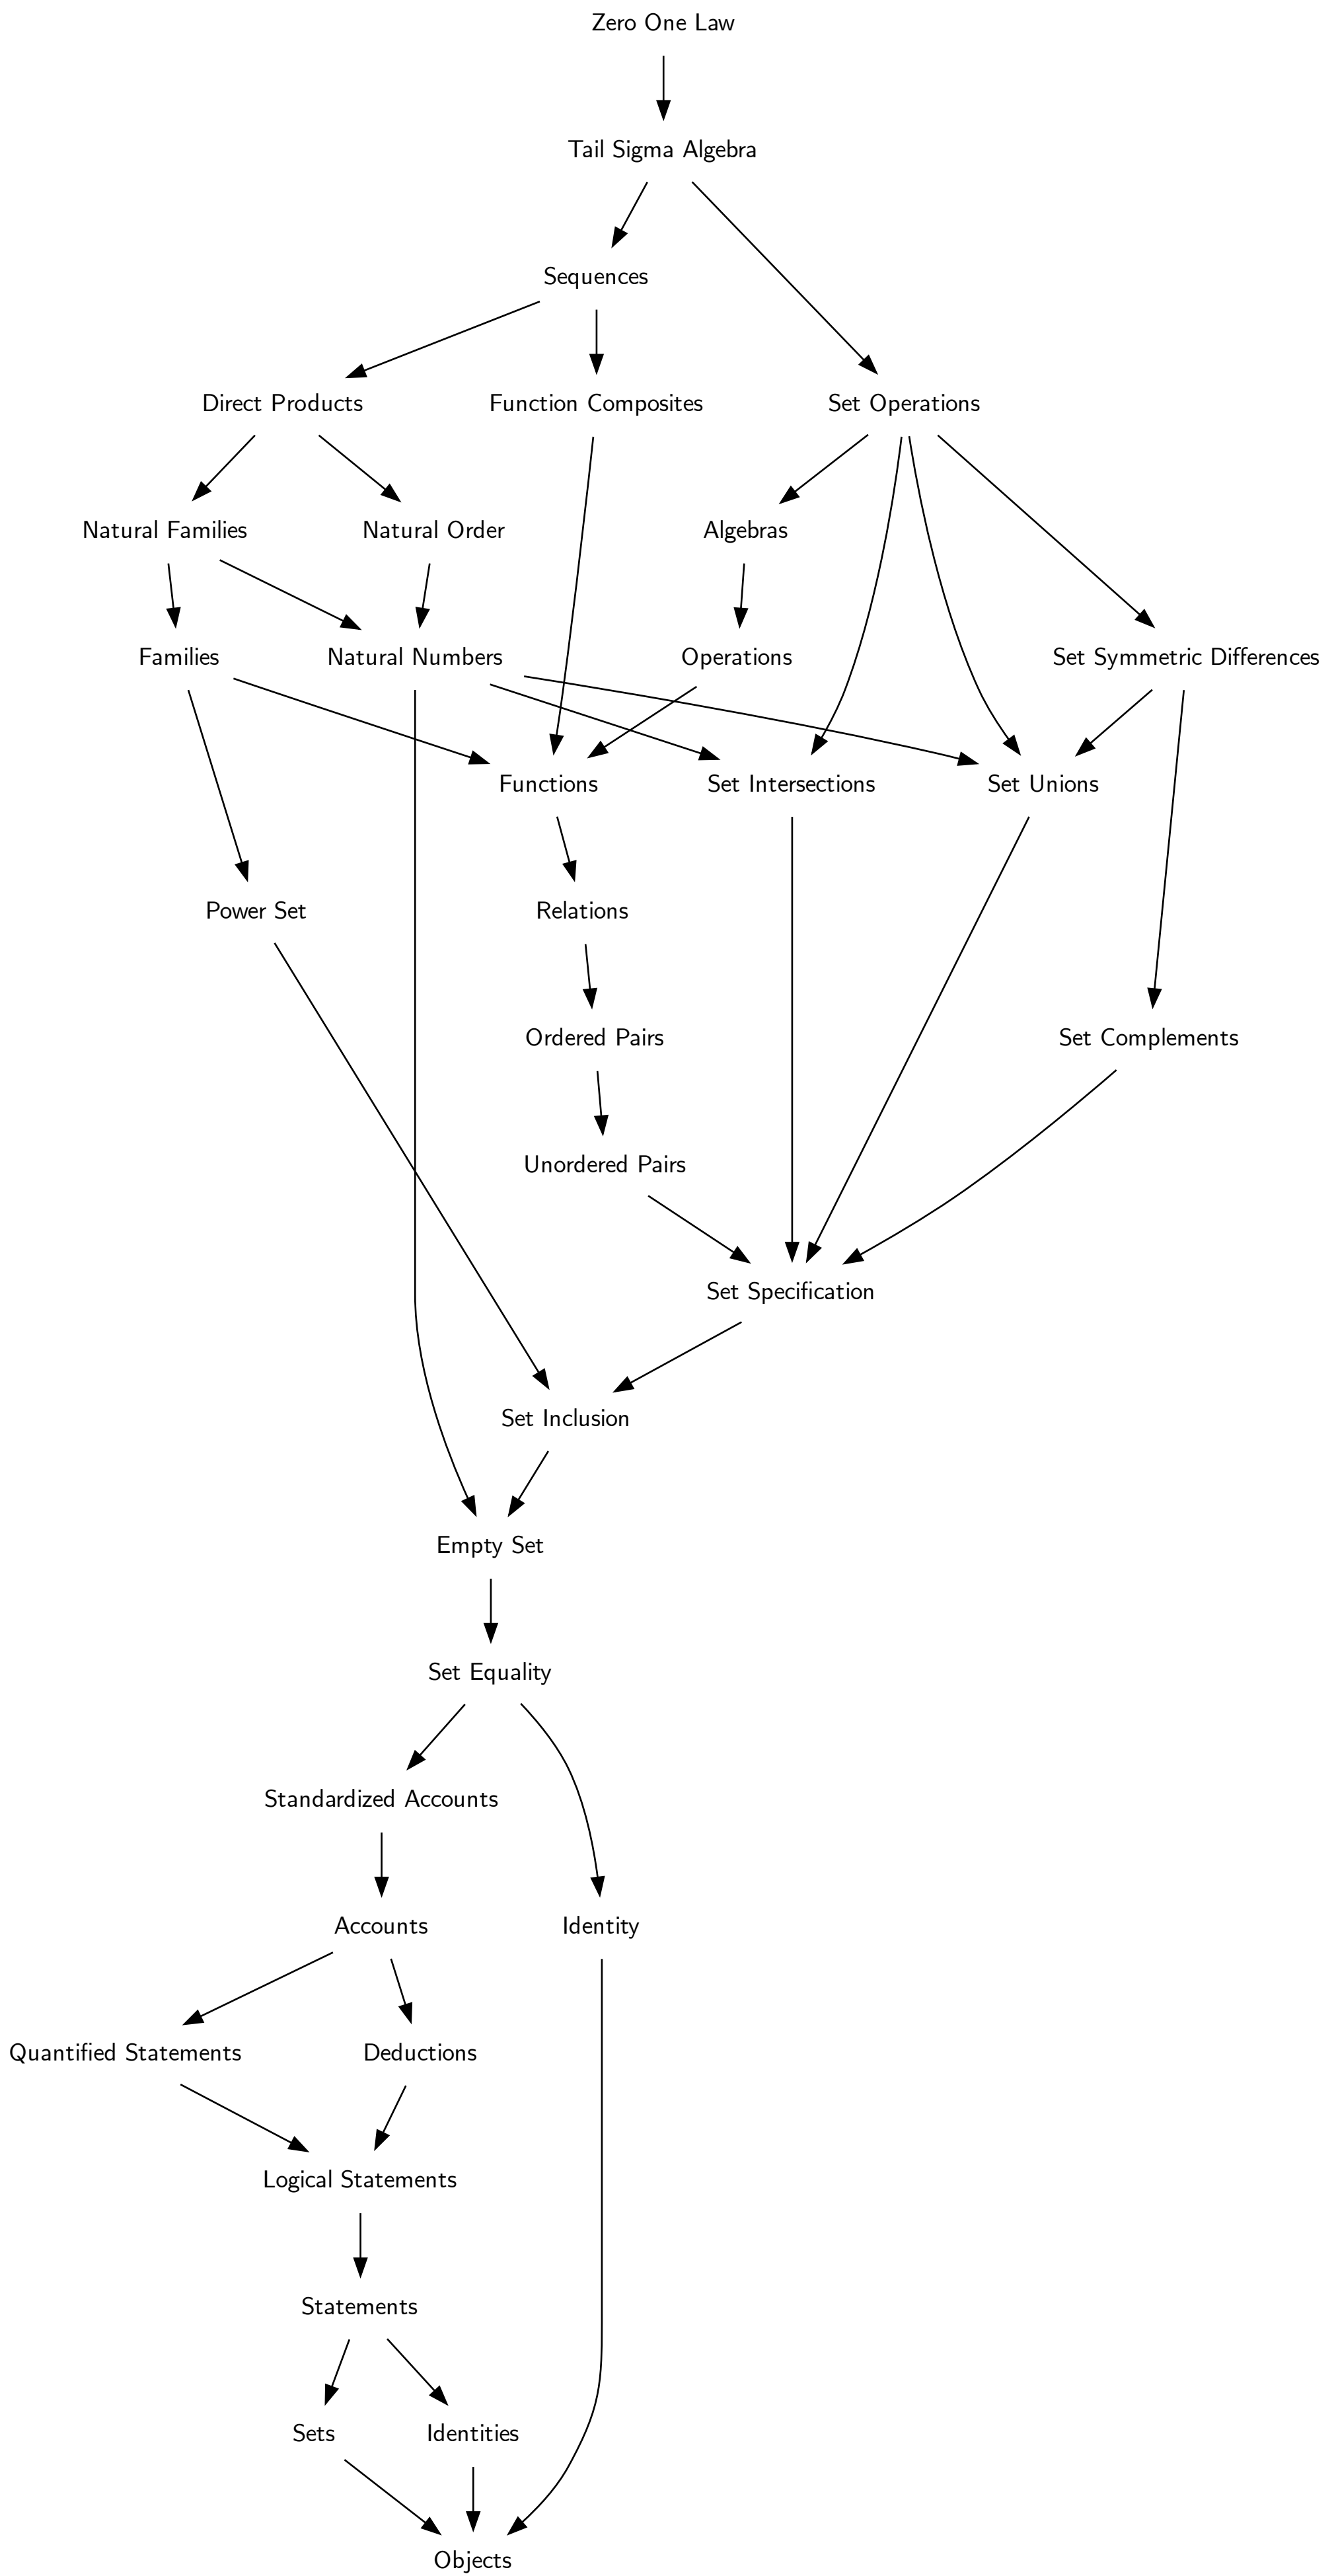 Zero One Law
Tail Sigma Algebra
Sequences
Direct Products
Function Composites
Set Operations
Natural Families
Natural Order
Algebras
Families
Natural Numbers
Operations
Set Symmetric Differences
Functions
Set Intersections
Set Unions
Power Set
Relations
Ordered Pairs
Set Complements
Unordered Pairs
Set Specification
Set Inclusion
Empty Set
Set Equality
Standardized Accounts
Accounts
Identity
Quantified Statements
Deductions
Logical Statements
Statements
Sets
Identities
Objects